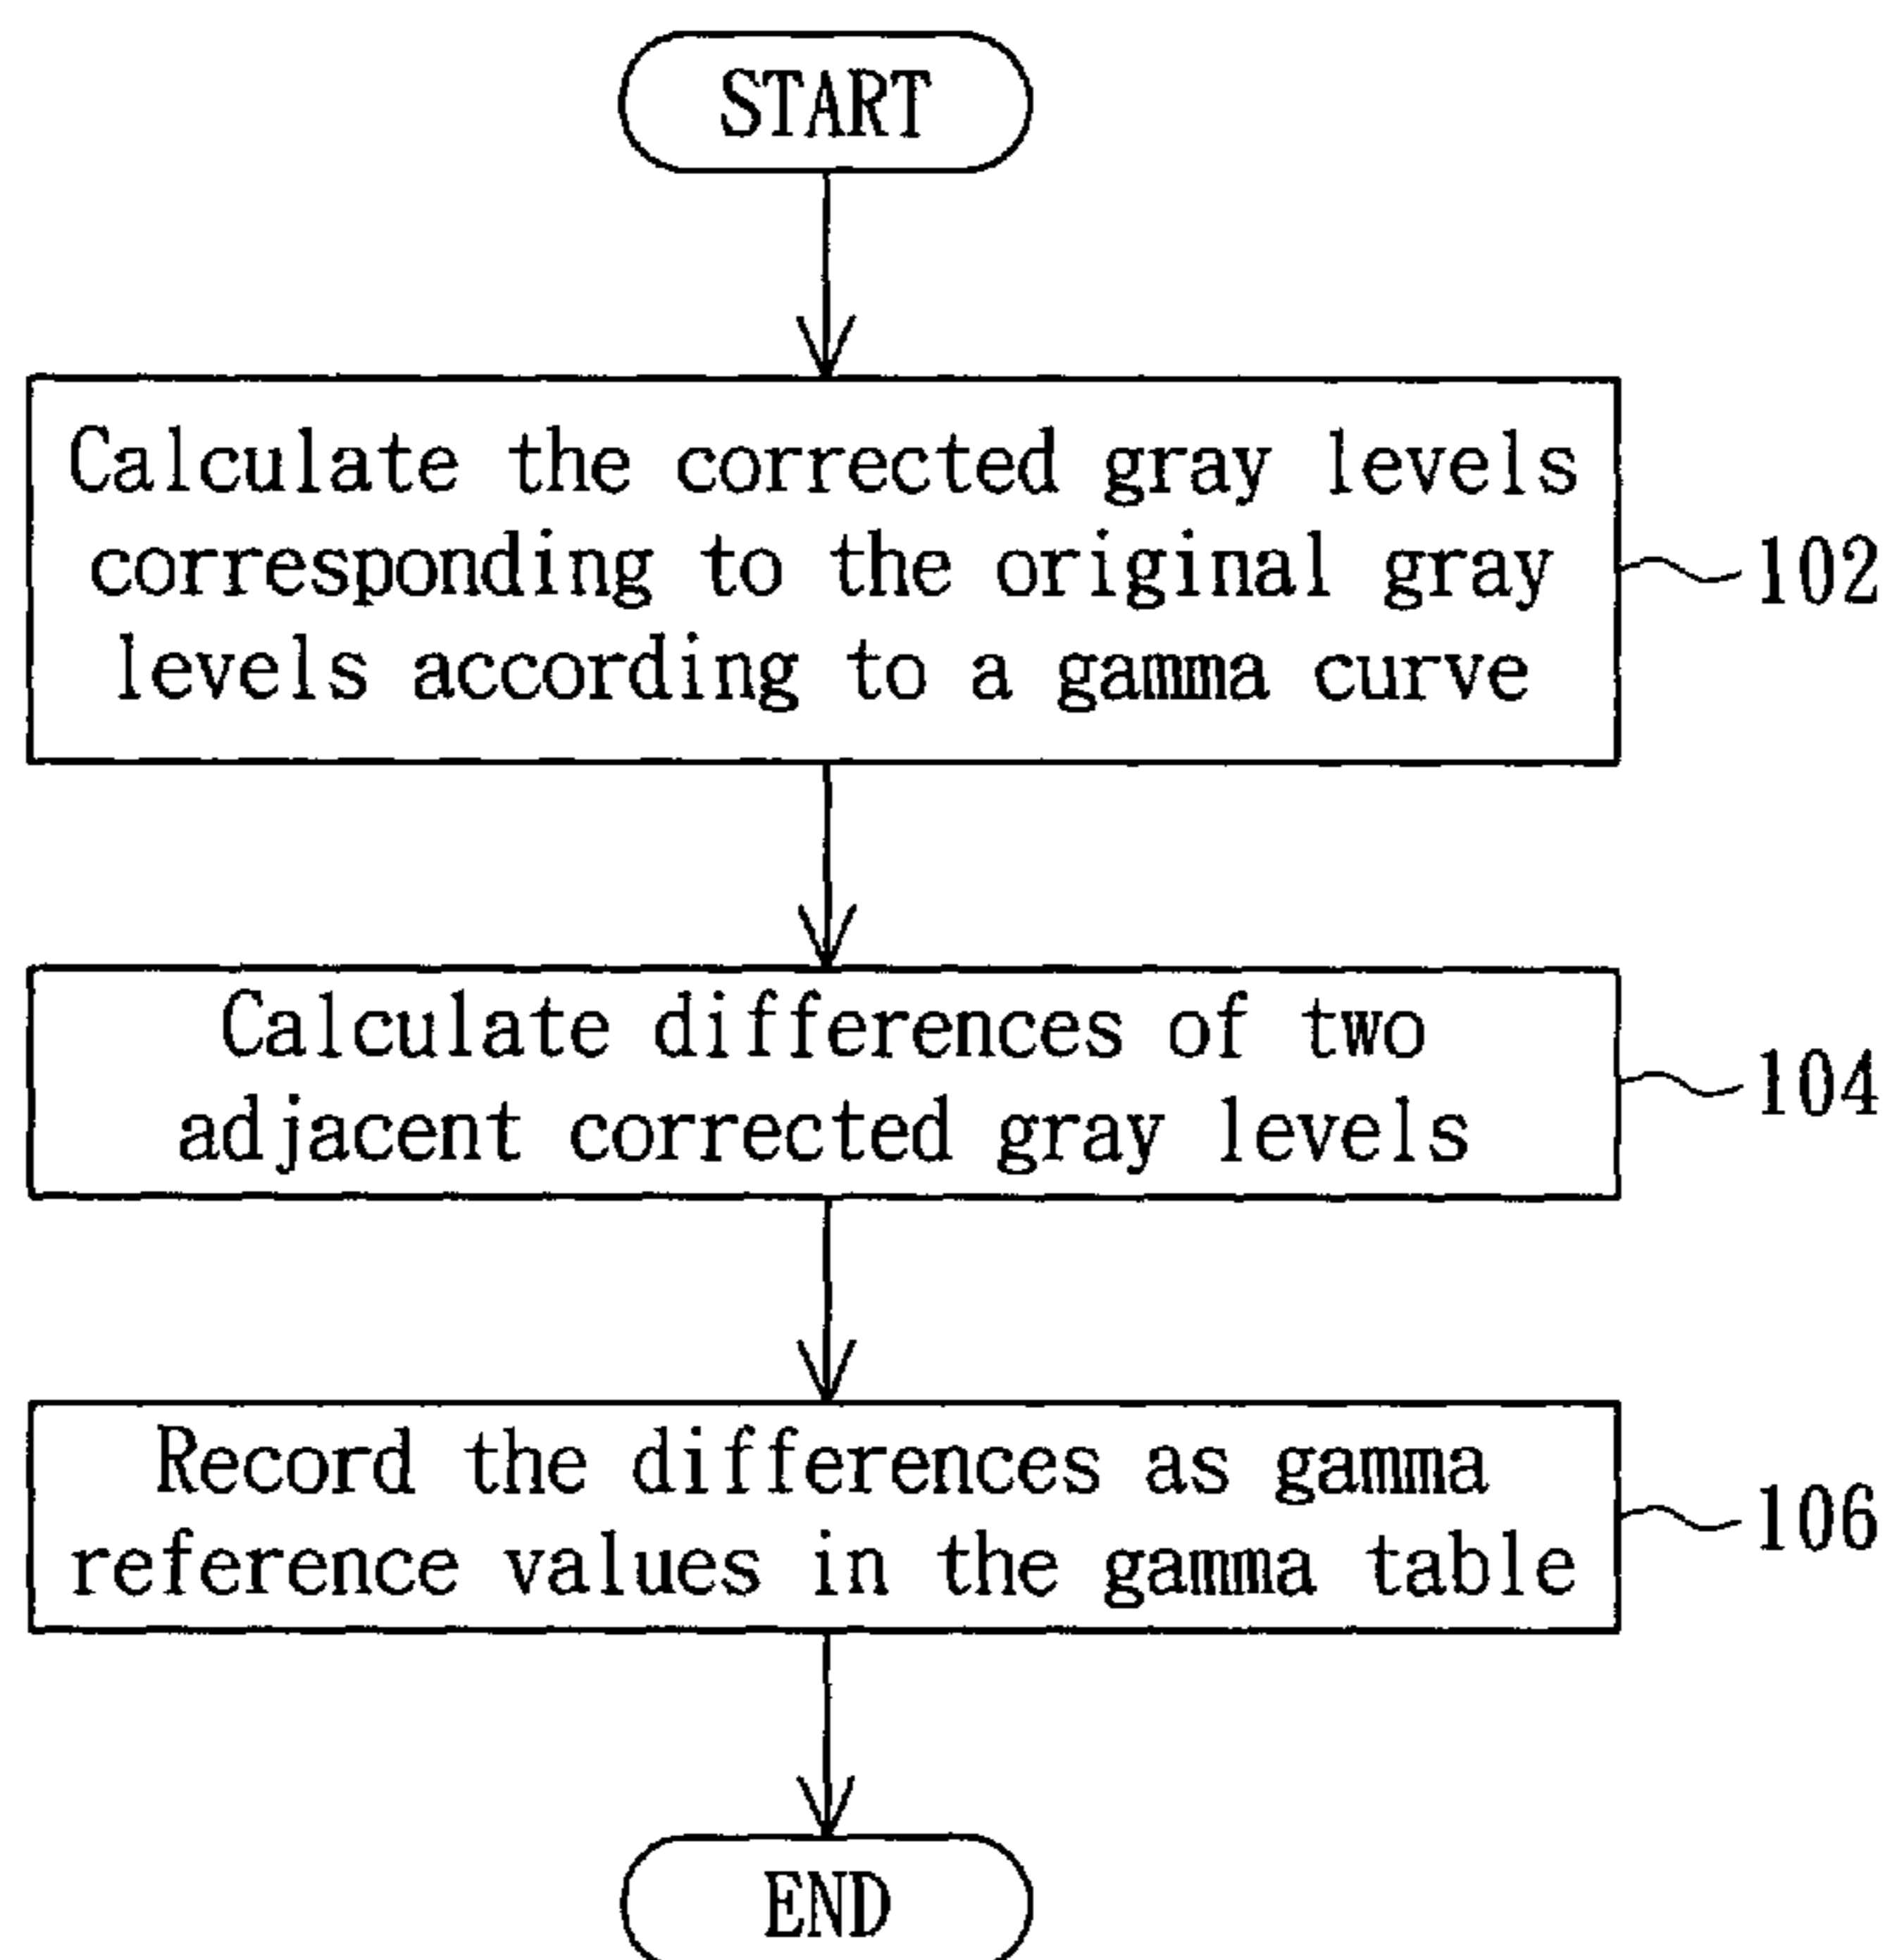 START
Calculate the corrected gray levels
corresponding to the original gray
levels according to a gamma curve
102
Calculate differences of two
adjacent corrected gray levels
104
Record the differences as gamma
reference values in the gamma table
106
END